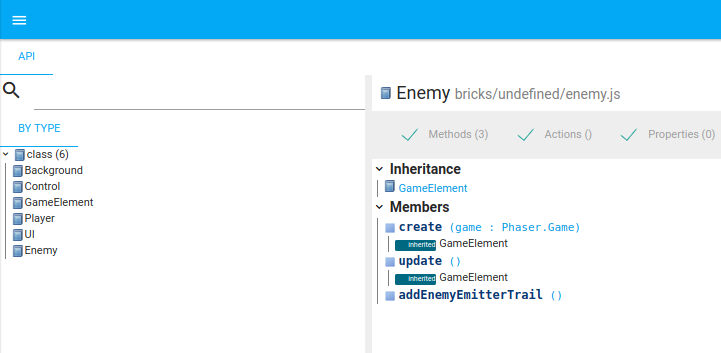 API
BY TYPE
class (6)
Background
Control
GameElement
Player
UI
Enemy
Enemy bricks/undefined/enemy.js
Methods (3) Actions () Properties (0)
Inheritance
GameElement
Members
create (game : Phaser.Game)
inherited GameElement
update ()
inherited GameElement
addEnemyEmitterTrail ()